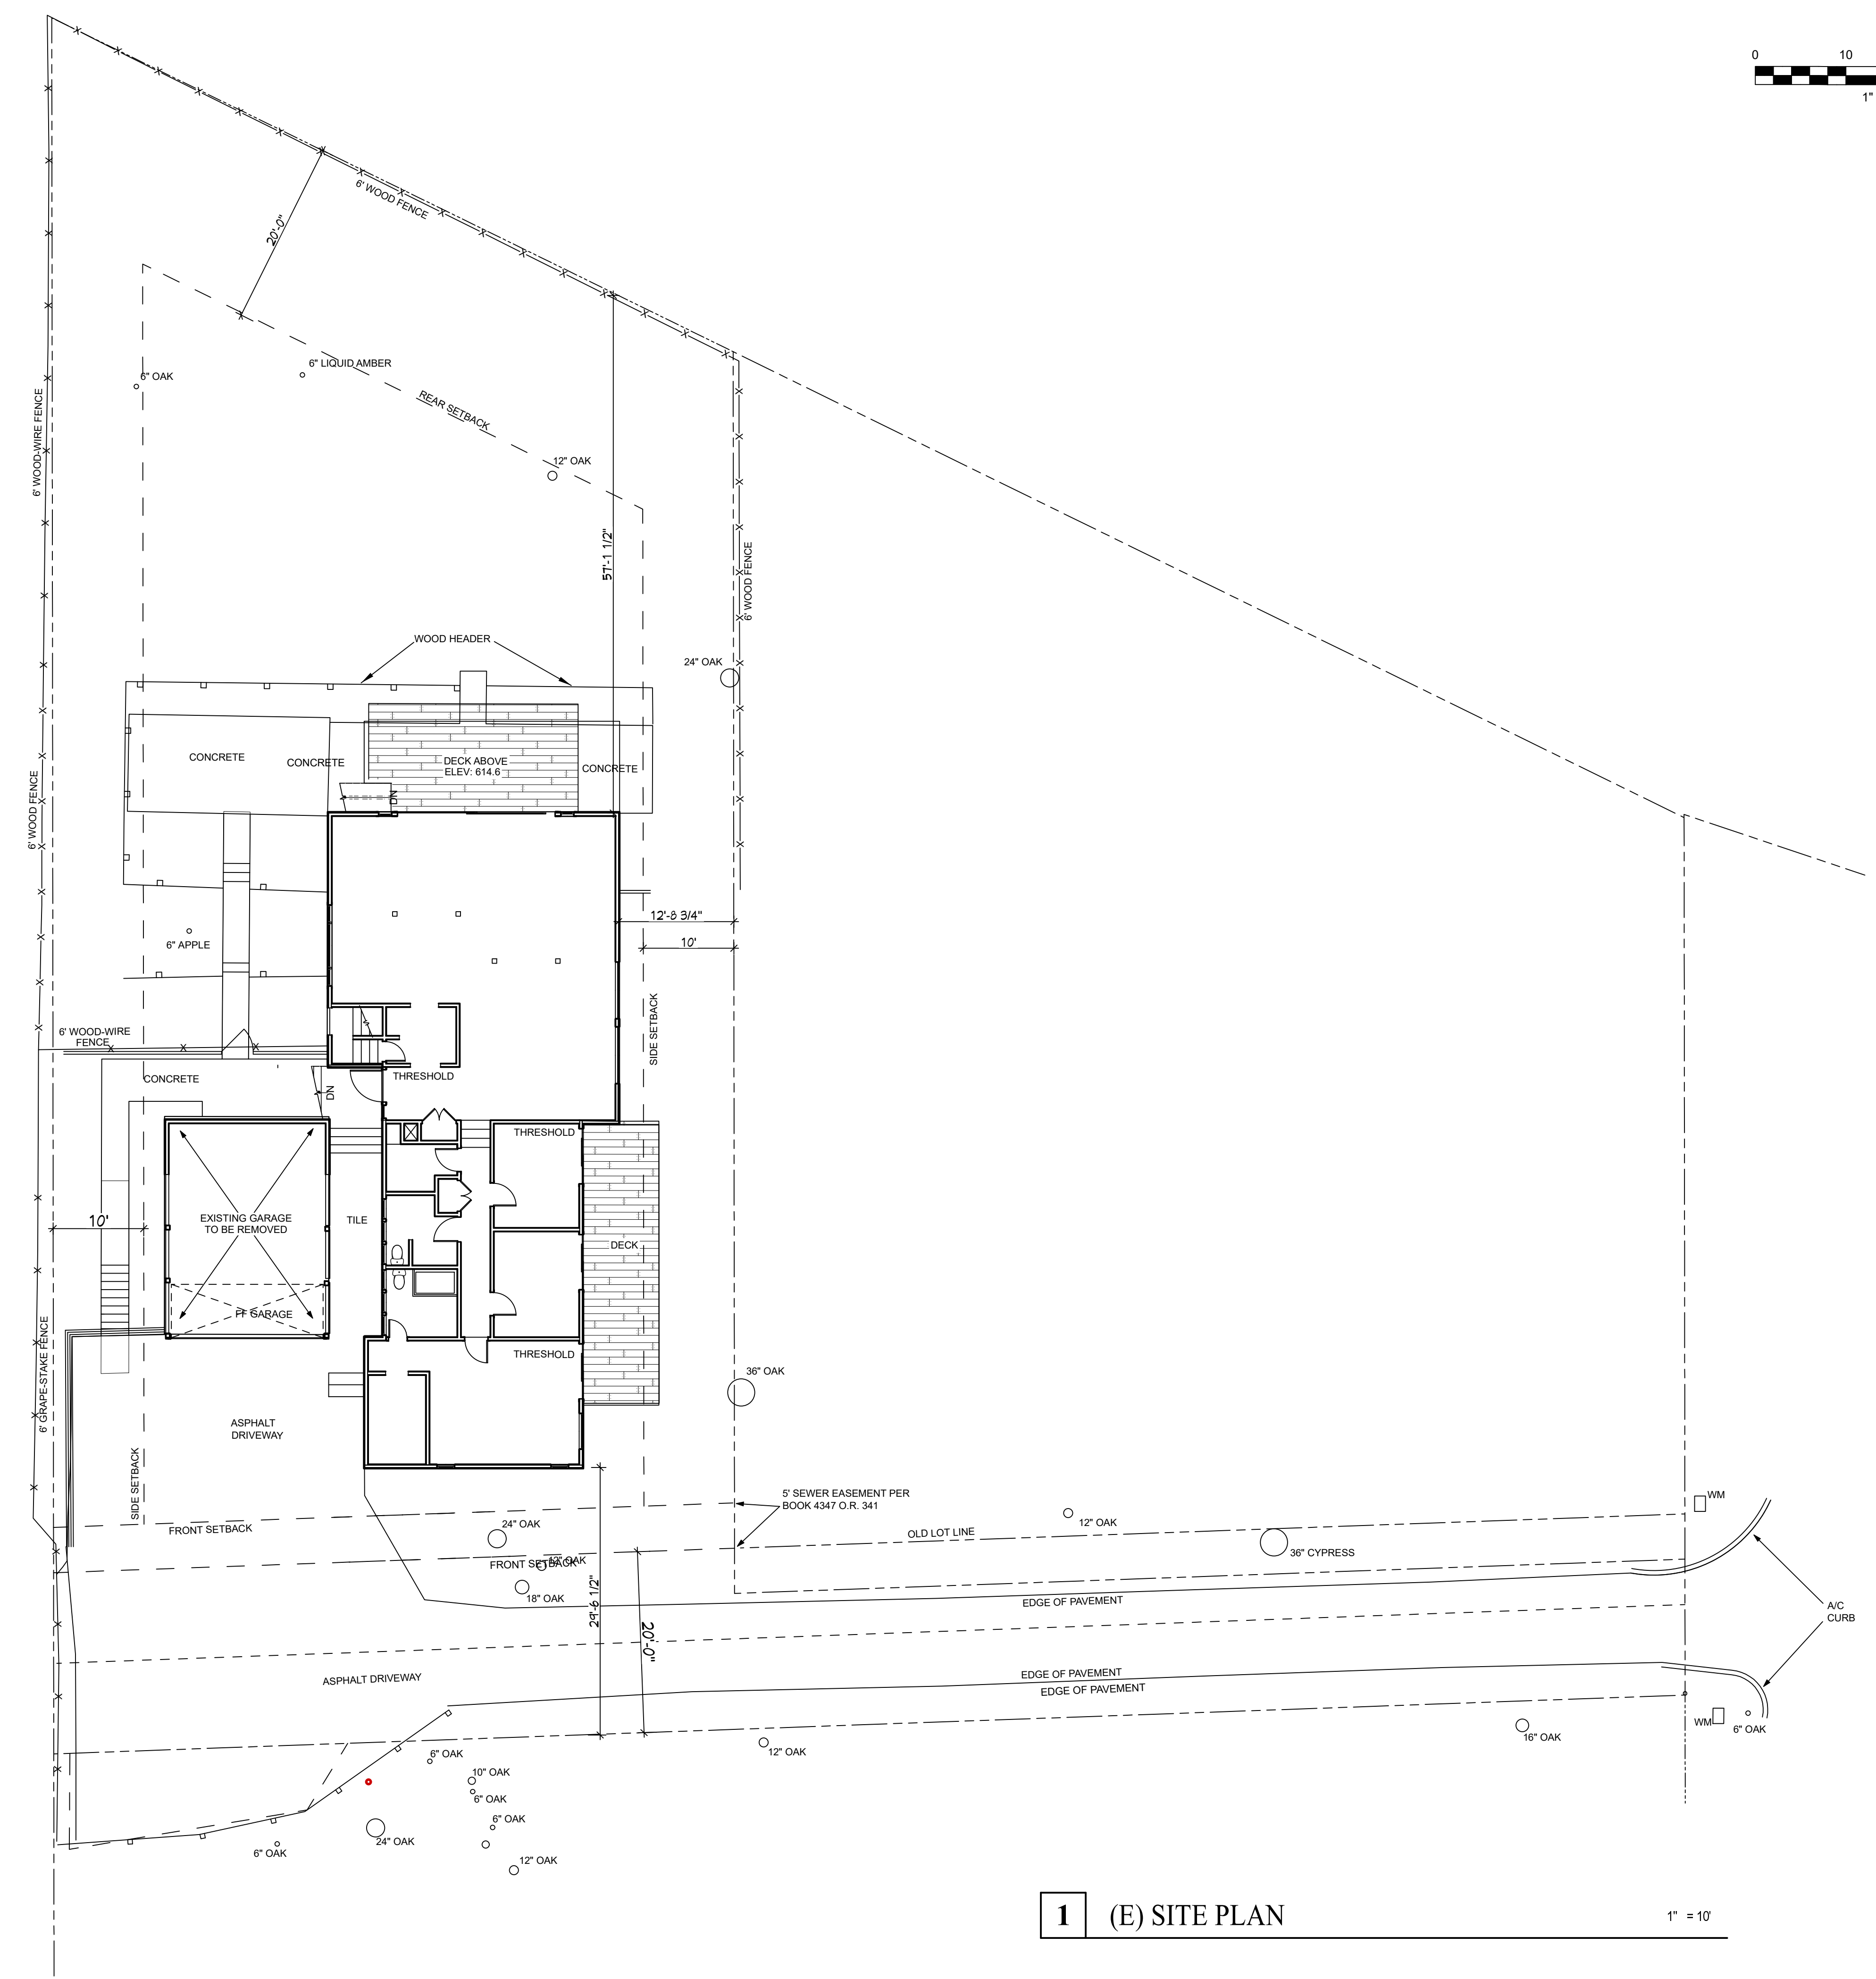 0 10
1"
6' WOOD FENCE
20'-0"
6" OAK
6" LIQUID AMBER
REAR SETBACK
6' WOOD-WIRE FENCE
12" OAK
57'-1 1/2"
6' WOOD FENCE
WOOD HEADER
24" OAK
CONCRETE
CONCRETE
DECK ABOVE
ELEV: 614.6
CONCRETE
DN
6' WOOD FENCE
12'-8 3/4"
10'
6" APPLE
SIDE SETBACK
6' WOOD-WIRE
FENCE
CONCRETE
DN
THRESHOLD
THRESHOLD
10'
EXISTING GARAGE
TO BE REMOVED
TILE
DECK
FF GARAGE
6' GRAPE-STAKE FENCE
THRESHOLD
36" OAK
ASPHALT
DRIVEWAY
SIDE SETBACK
5' SEWER EASEMENT PER
BOOK 4347 O.R. 341
WM
FRONT SETBACK
24" OAK
OLD LOT LINE
12" OAK
36" CYPRESS
FRONT SETBACK
12" OAK
18" OAK
29'-6 1/2"
20'-0"
EDGE OF PAVEMENT
A/C
CURB
ASPHALT DRIVEWAY
EDGE OF PAVEMENT
EDGE OF PAVEMENT
WM
6" OAK
16" OAK
12" OAK
6" OAK
10" OAK
6" OAK
6" OAK
24" OAK
6" OAK
12" OAK
1 (E) SITE PLAN 1" = 10'